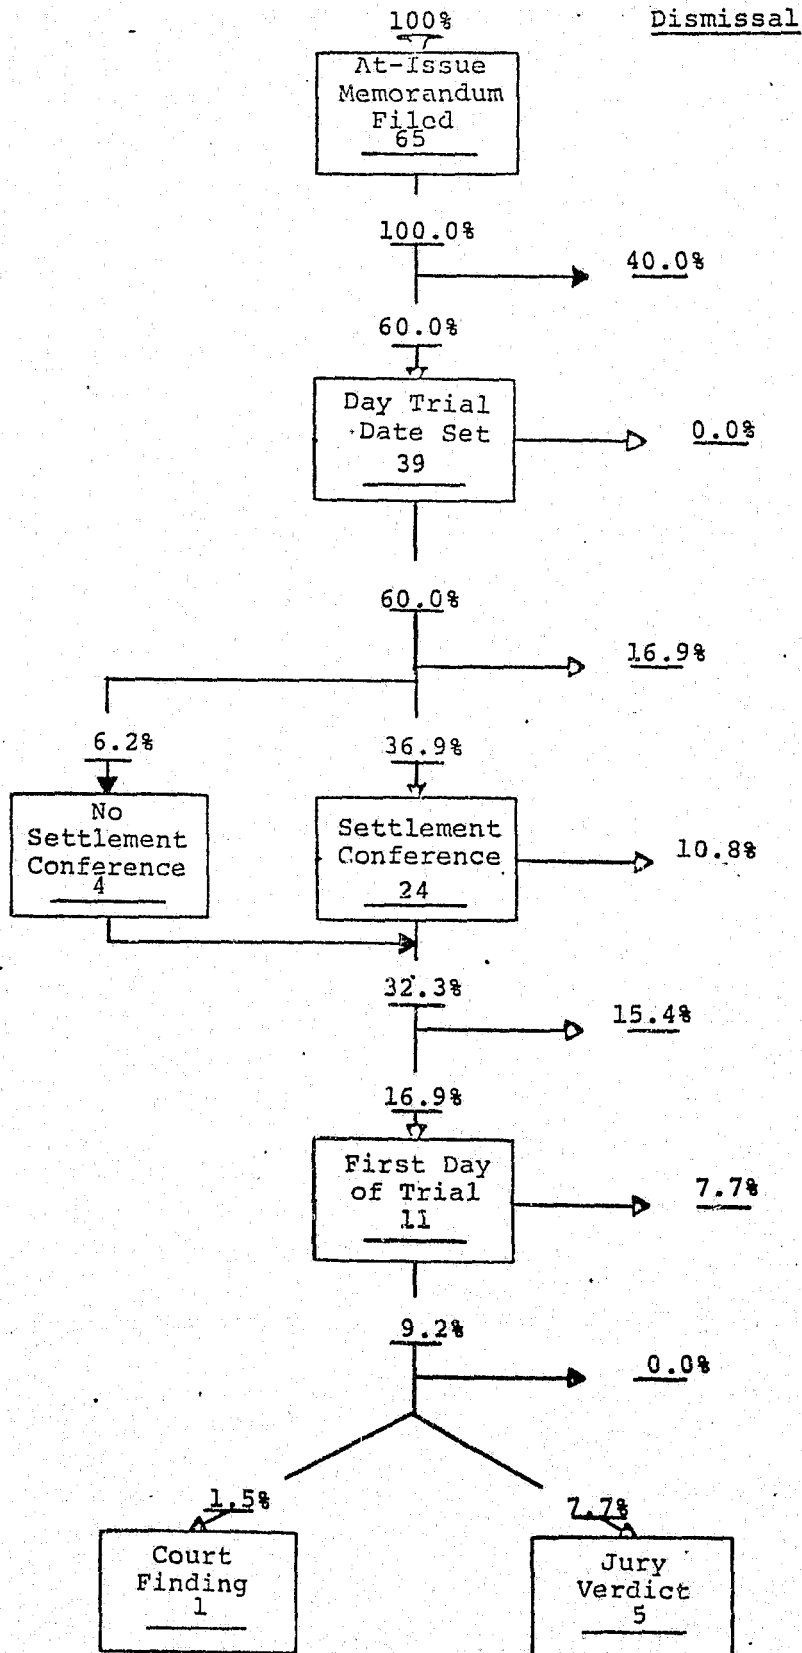 100%
Dismissal
At-Issue
Memorandum
Filed
65
100.0%
40.0%
60.0%
Day Trial
Date Set
39
0.0%
60.0%
16.9%
6.2%
36.9%
No
Settlement
Conference
4
Settlement
Conference
24
10.8%
32.3%
15.4%
16.9%
First Day
of Trial
11
7.7%
9.2%
0.0%
1.5%
7.7%
Court
Finding
1
Jury
Verdict
5